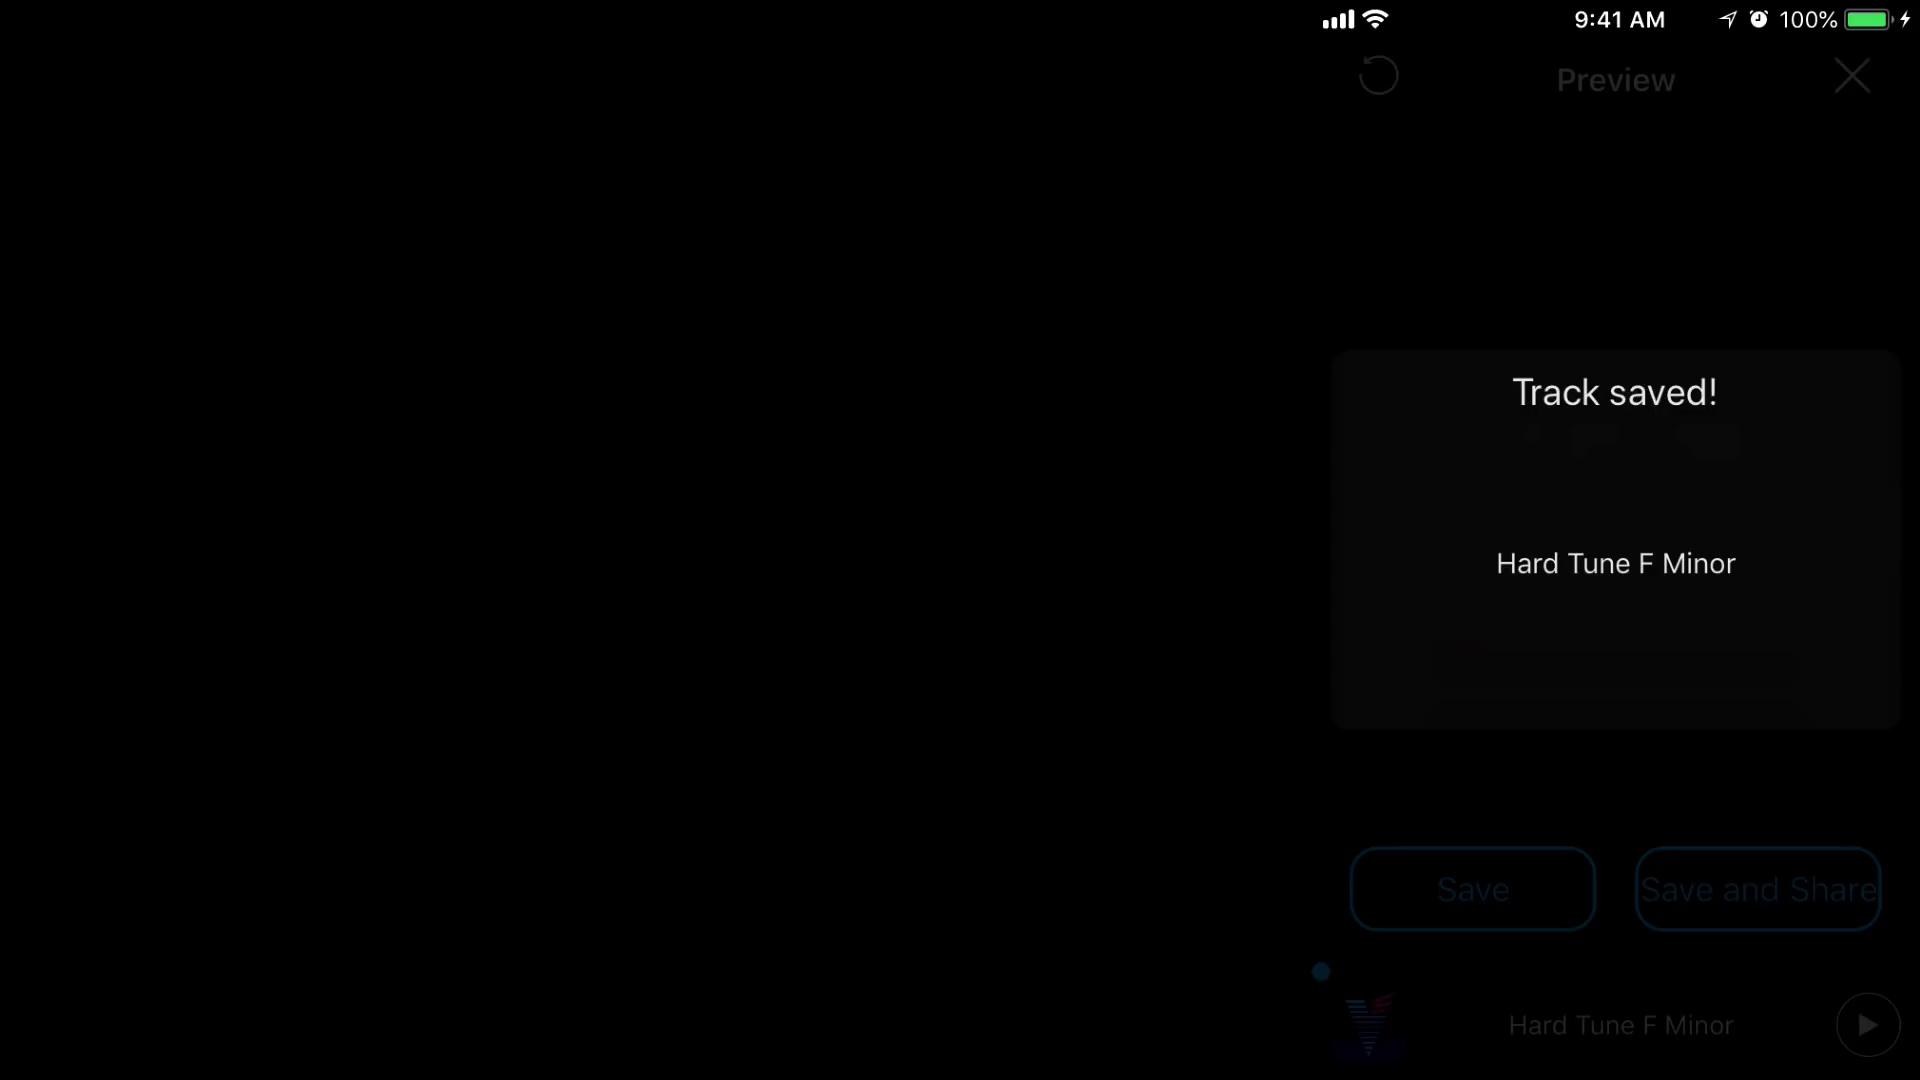 9:41 AM
100%
Preview
Track saved!
Hard Tune F Minor
Save
Save and Share
Hard Tune F Minor